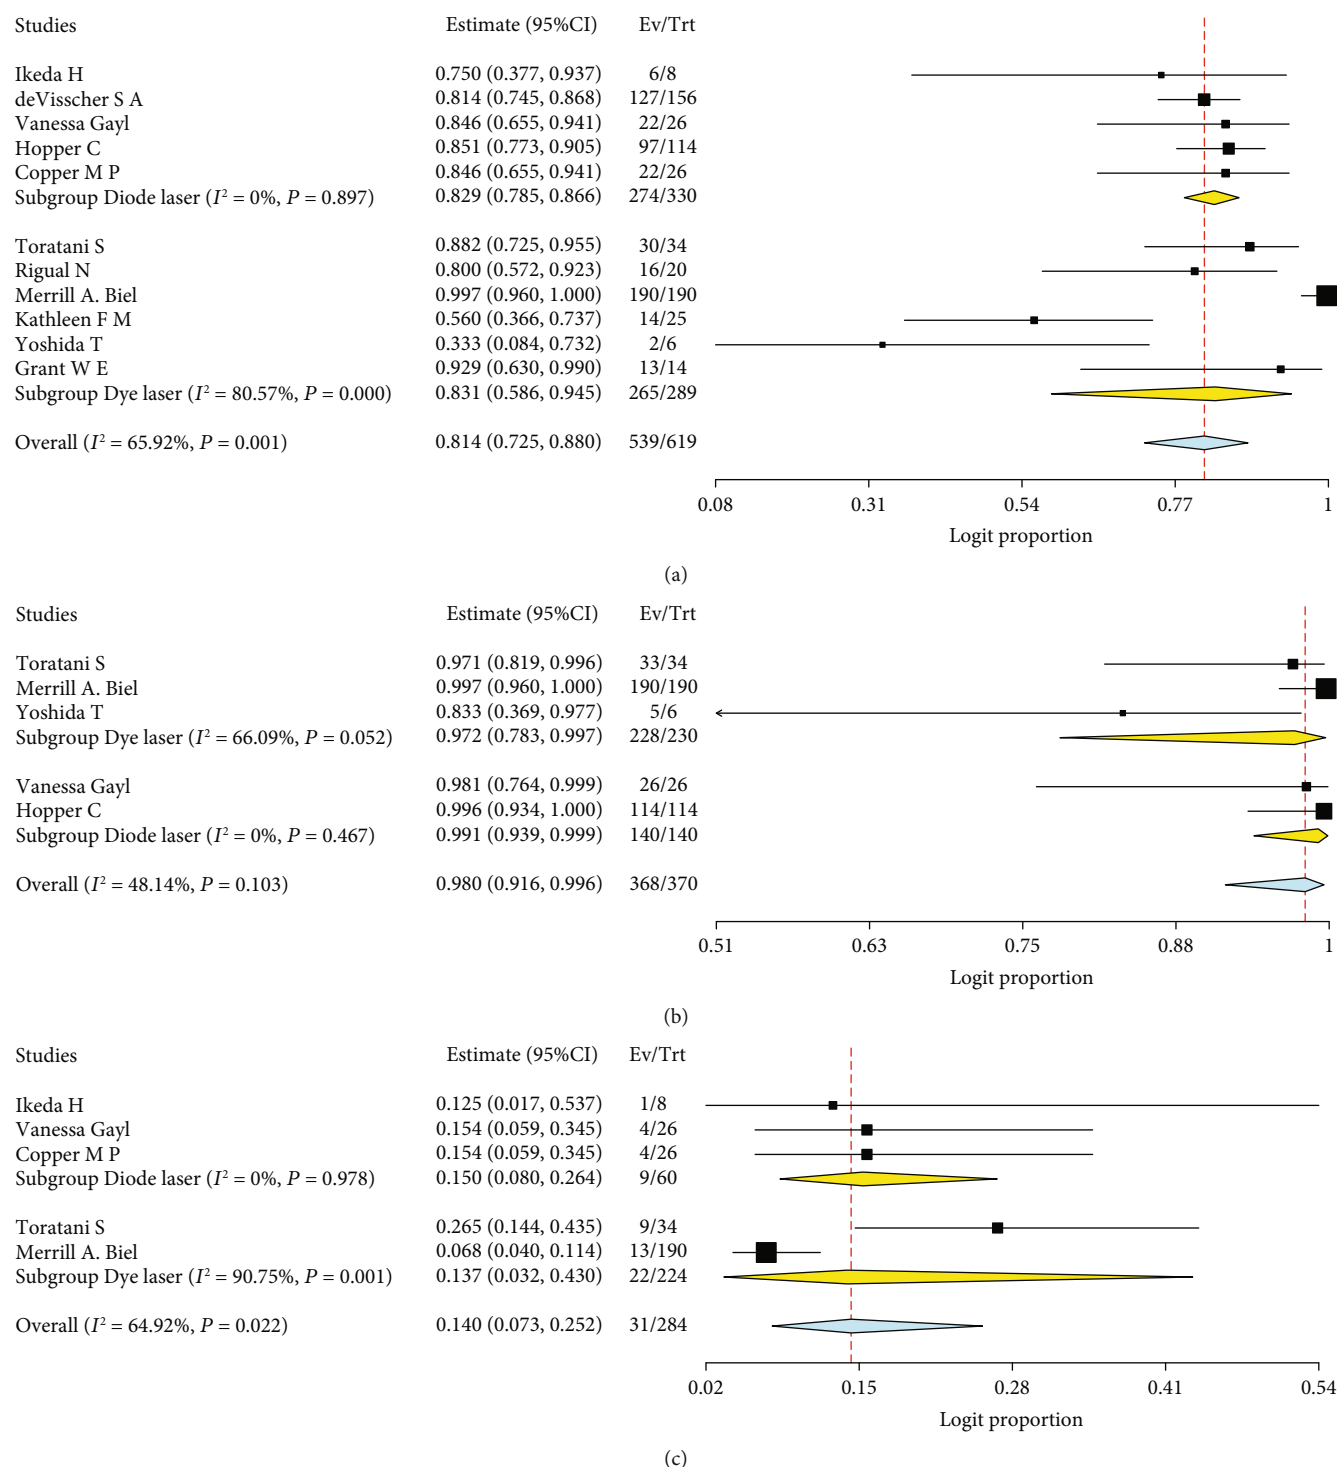 Studies Estimate (95%CI) Ev/Trt
Ikeda H 0.750 (0.377, 0.937) 6/8
deVisscher S A 0.814 (0.745, 0.868) 127/156
Vanessa Gayl 0.846 (0.655, 0.941) 22/26
Hopper C 0.851 (0.773, 0.905) 97/114
Copper M P 0.846 (0.655, 0.941) 22/26
Subgroup Diode laser (I² = 0%, P = 0.897) 0.829 (0.785, 0.866) 274/330
Toratani S 0.882 (0.725, 0.955) 30/34
Rigual N 0.800 (0.572, 0.923) 16/20
Merrill A. Biel 0.997 (0.960, 1.000) 190/190
Kathleen F M 0.560 (0.366, 0.737) 14/25
Yoshida T 0.333 (0.084, 0.732) 2/6
Grant W E 0.929 (0.630, 0.990) 13/14
Subgroup Dye laser (I² = 80.57%, P = 0.000) 0.831 (0.586, 0.945) 265/289
Overall (I² = 65.92%, P = 0.001) 0.814 (0.725, 0.880) 539/619
0.08 0.31 0.54 0.77 1
Logit proportion
(a)
Studies Estimate (95%CI) Ev/Trt
Toratani S 0.971 (0.819, 0.996) 33/34
Merrill A. Biel 0.997 (0.960, 1.000) 190/190
Yoshida T 0.833 (0.369, 0.977) 5/6
Subgroup Dye laser (I² = 66.09%, P = 0.052) 0.972 (0.783, 0.997) 228/230
Vanessa Gayl 0.981 (0.764, 0.999) 26/26
Hopper C 0.996 (0.934, 1.000) 114/114
Subgroup Diode laser (I² = 0%, P = 0.467) 0.991 (0.939, 0.999) 140/140
Overall (I² = 48.14%, P = 0.103) 0.980 (0.916, 0.996) 368/370
0.51 0.63 0.75 0.88 1
Logit proportion
(b)
Studies Estimate (95%CI) Ev/Trt
Ikeda H 0.125 (0.017, 0.537) 1/8
Vanessa Gayl 0.154 (0.059, 0.345) 4/26
Copper M P 0.154 (0.059, 0.345) 4/26
Subgroup Diode laser (I² = 0%, P = 0.978) 0.150 (0.080, 0.264) 9/60
Toratani S 0.265 (0.144, 0.435) 9/34
Merrill A. Biel 0.068 (0.040, 0.114) 13/190
Subgroup Dye laser (I² = 90.75%, P = 0.001) 0.137 (0.032, 0.430) 22/224
Overall (I² = 64.92%, P = 0.022) 0.140 (0.073, 0.252) 31/284
0.02 0.15 0.28 0.41 0.54
Logit proportion
(c)